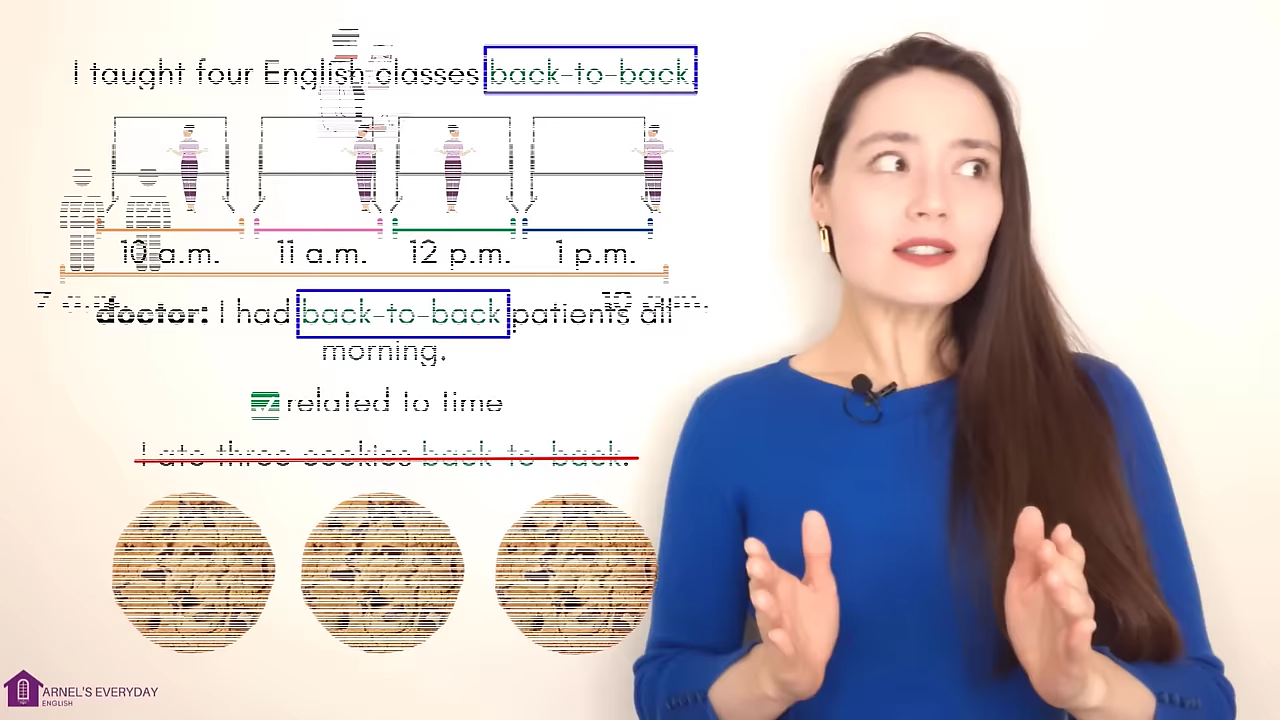 I taught four English classes back-to-back.
10 a.m. 11 a.m. 12 p.m. 1 p.m.
7 a.m.
doctor: I had back-to-back patients all
morning.
related to time
I ate three cookies back-to-back.
ARNEL'S EVERYDAY
ENGLISH